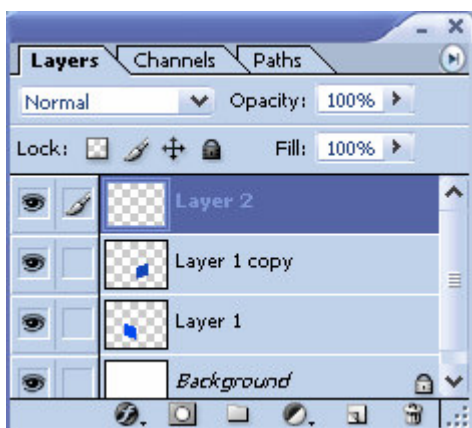 Layers Channels Paths
Normal Opacity: 100%
Lock: Fill: 100%
Layer 2
Layer 1 copy
Layer 1
Background